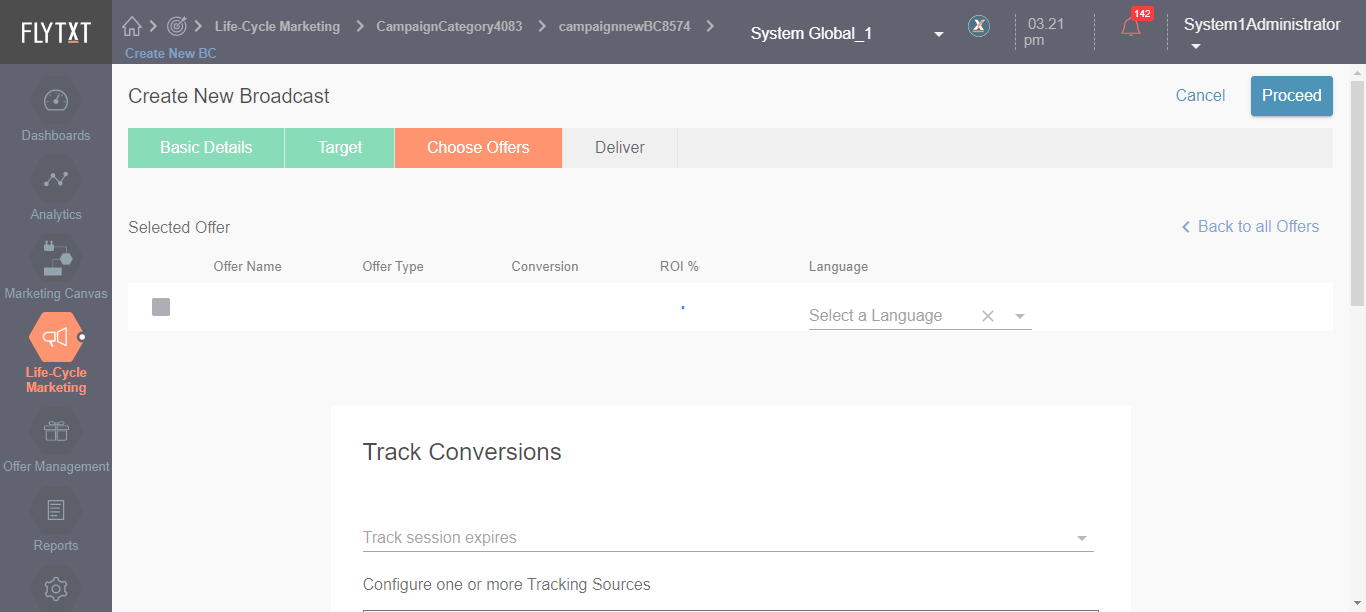 FLYTXT
Life-Cycle Marketing
CampaignCategory4083
campaignnewBC8574
Create New BC
System Global_1
X
03.21
pm
142
System1Administrator
Dashboards
Analytics
Marketing Canvas
Life-Cycle
Marketing
Offer Management
Reports
Create New Broadcast
Cancel
Proceed
Basic Details
Target
Choose Offers
Deliver
Selected Offer
Back to all Offers
Offer Name
Offer Type
Conversion
ROI %
Language
Select a Language
Track Conversions
Track session expires
Configure one or more Tracking Sources